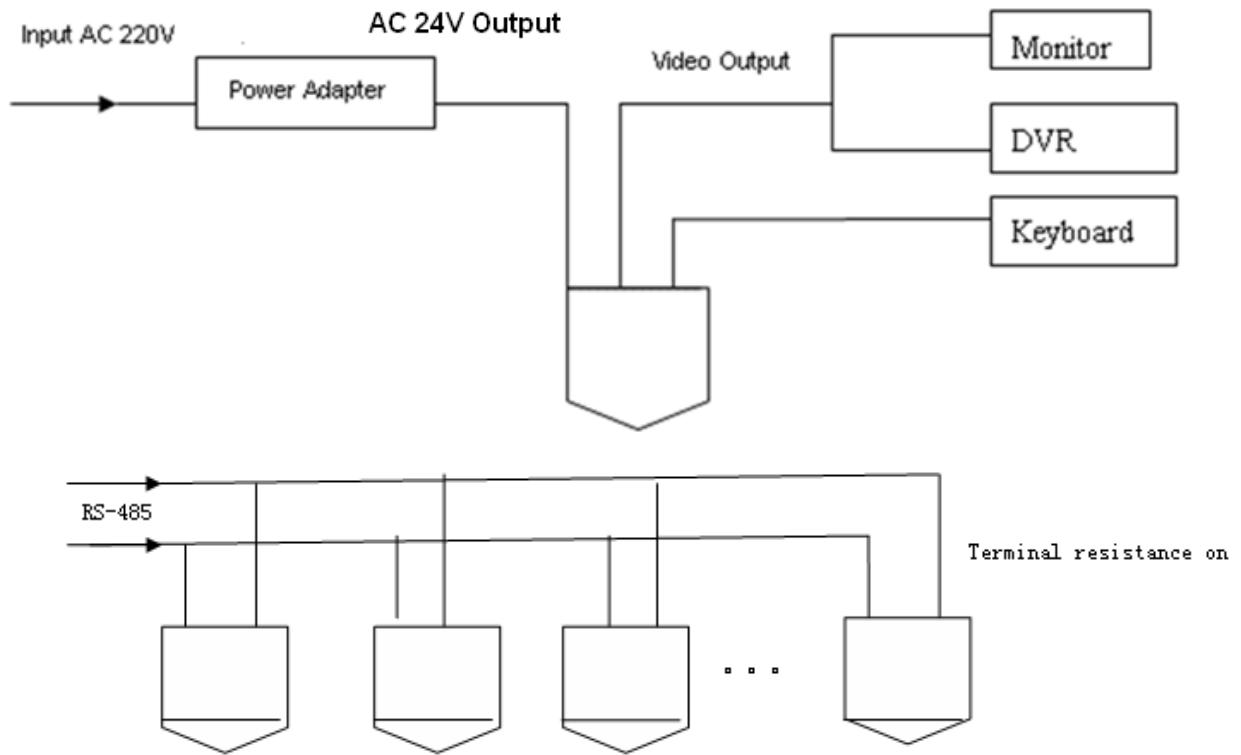 Input AC 220V
AC 24V Output
Power Adapter
Video Output
Monitor
DVR
Keyboard
RS-485
Terminal resistance on